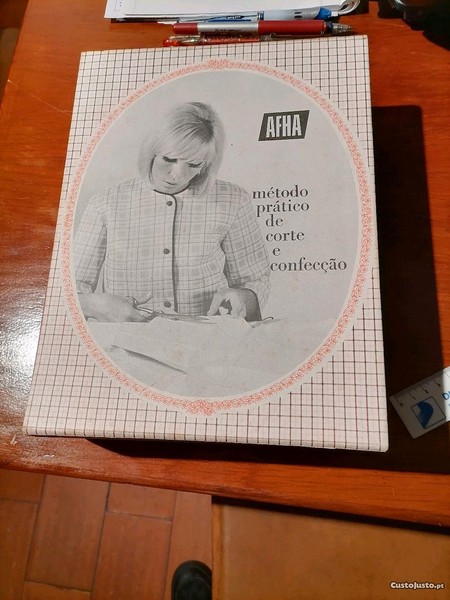 AFHA
método
prático
de
corte
e
confecção
CustoJusto.pt